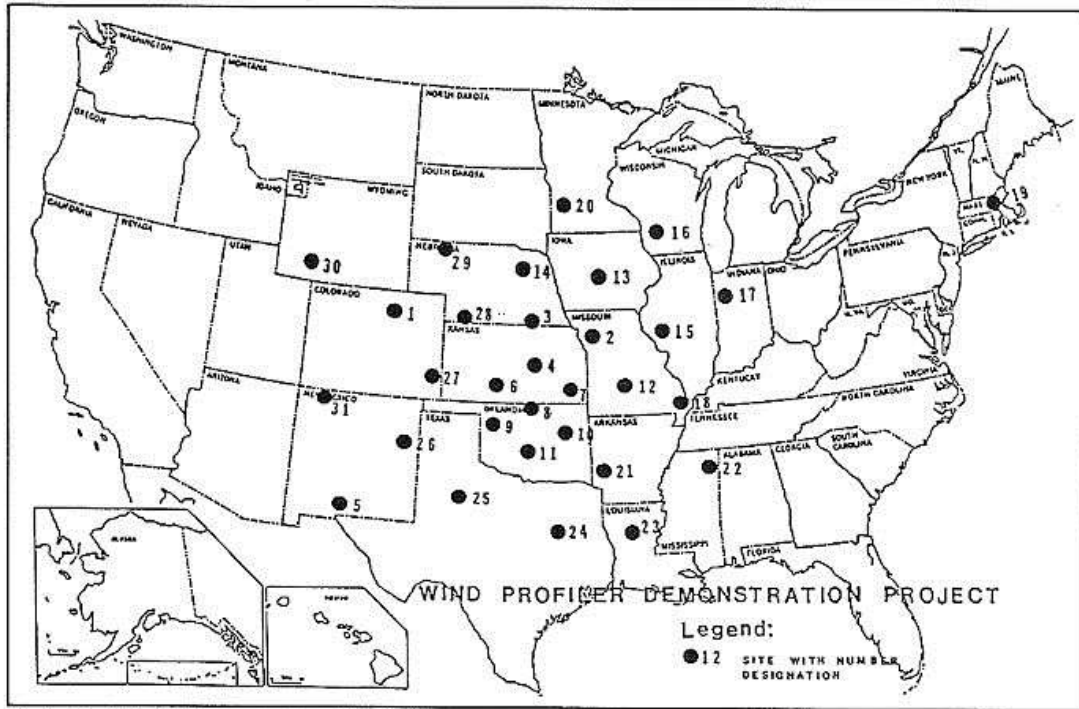 WASHINGTON
MONTANA
NORTH DAKOTA
MINNESOTA
MAINE
OREGON
MICHIGAN
VT.
N.H.
WISCONSIN
SOUTH DAKOTA
NEW YORK
IDAHO
WYOMING
MASS
19
CALIFORNIA
20
CONN.
NEVADA
16
IOWA
PENNSYLVANIA
UTAH
NEBRASKA
29
14
ILLINOIS
N.J.
30
13
INDIANA
OHIO
COLORADO
17
1
28
3
MISSOURI
2
15
KANSAS
4
KENTUCKY
VIRGINIA
ARIZONA
27
6
7
12
NORTH CAROLINA
NEW MEXICO
18
31
TEXAS
OKLAHOMA
8
ARKANSAS
TENNESSEE
9
10
SOUTH CAROLINA
26
11
ALABAMA
GEORGIA
21
22
25
5
LOUISIANA
24
23
ALASKA
MISSISSIPPI
FLORIDA
WIND PROFILER DEMONSTRATION PROJECT
Legend:
12 SITE WITH NUMBER
DESIGNATION